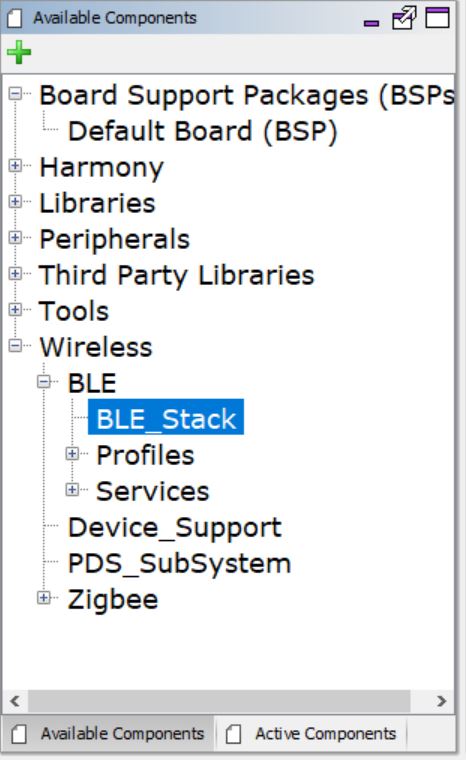 Available Components
Board Support Packages (BSPs
Default Board (BSP)
Harmony
Libraries
Peripherals
Third Party Libraries
Tools
Wireless
BLE
BLE_Stack
Profiles
Services
Device_Support
PDS_SubSystem
Zigbee
Available Components Active Components